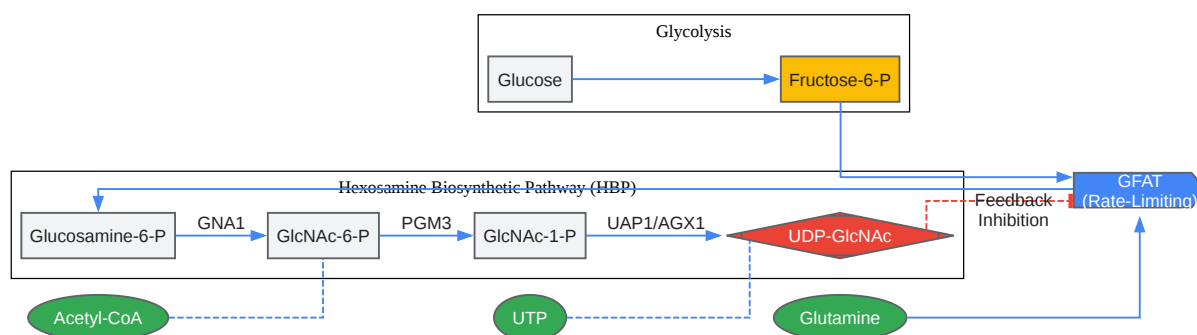 Glycolysis
Glucose
Fructose-6-P
Hexosamine Biosynthetic Pathway (HBP)
GFAT
(Rate-Limiting)
Feedback
Inhibition
Glucosamine-6-P
GNA1
GlcNAc-6-P
PGM3
GlcNAc-1-P
UAP1/AGX1
UDP-GlcNAc
Acetyl-CoA
UTP
Glutamine